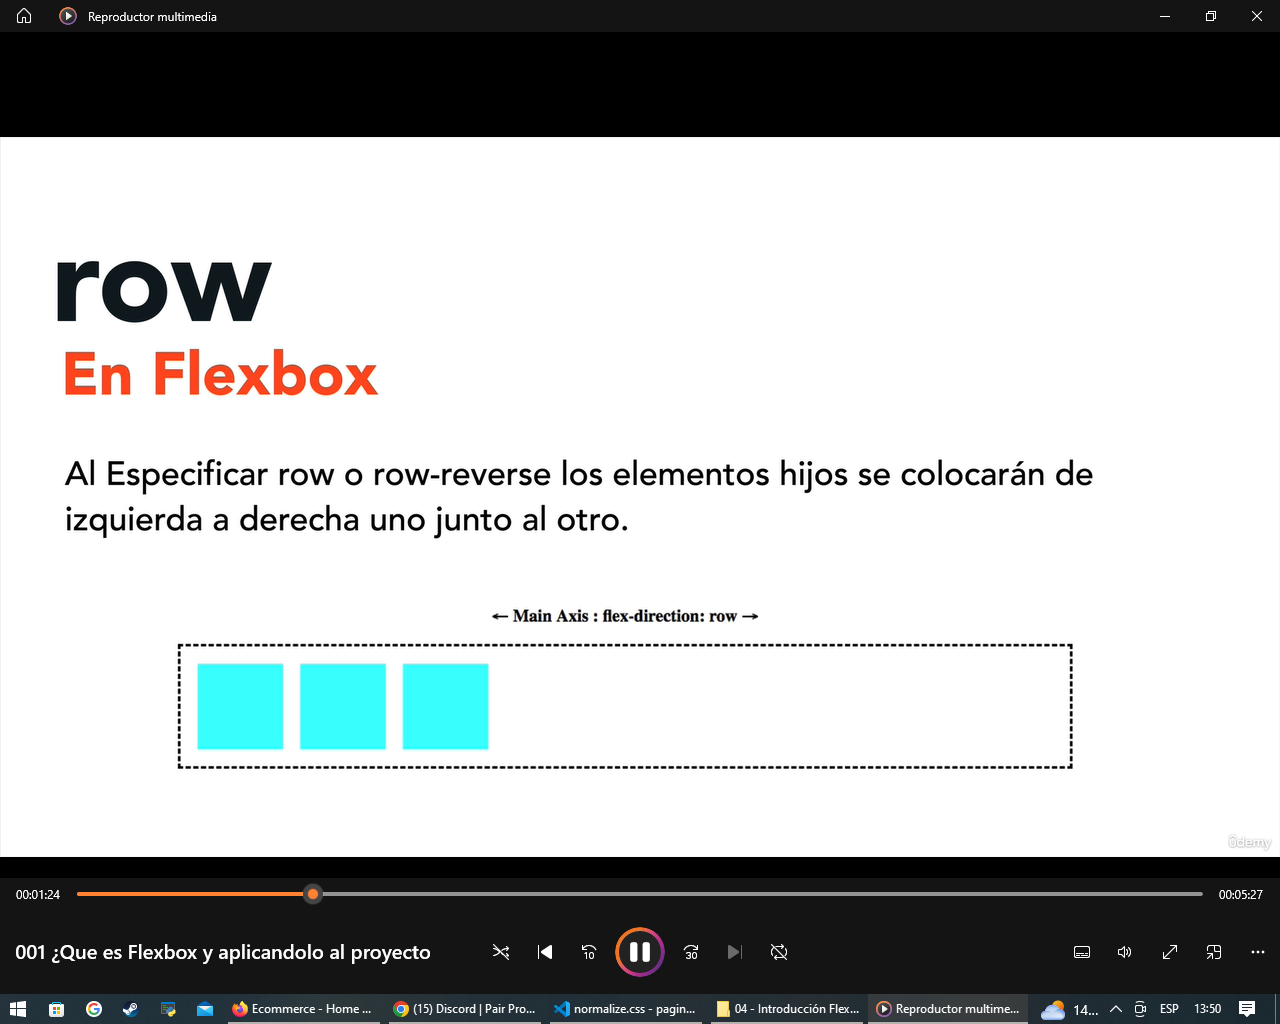 Reproductor multimedia
row
En Flexbox
Al Especificar row o row-reverse los elementos hijos se colocarán de
izquierda a derecha uno junto al otro.
← Main Axis : flex-direction: row →
ûdemy
00:01:24
00:05:27
001 ¿Que es Flexbox y aplicandolo al proyecto
10
30
Ecommerce - Home ...
(15) Discord | Pair Pro...
normalize.css - pagin...
04 - Introducción Flex...
Reproductor multime...
14...
ESP
13:50